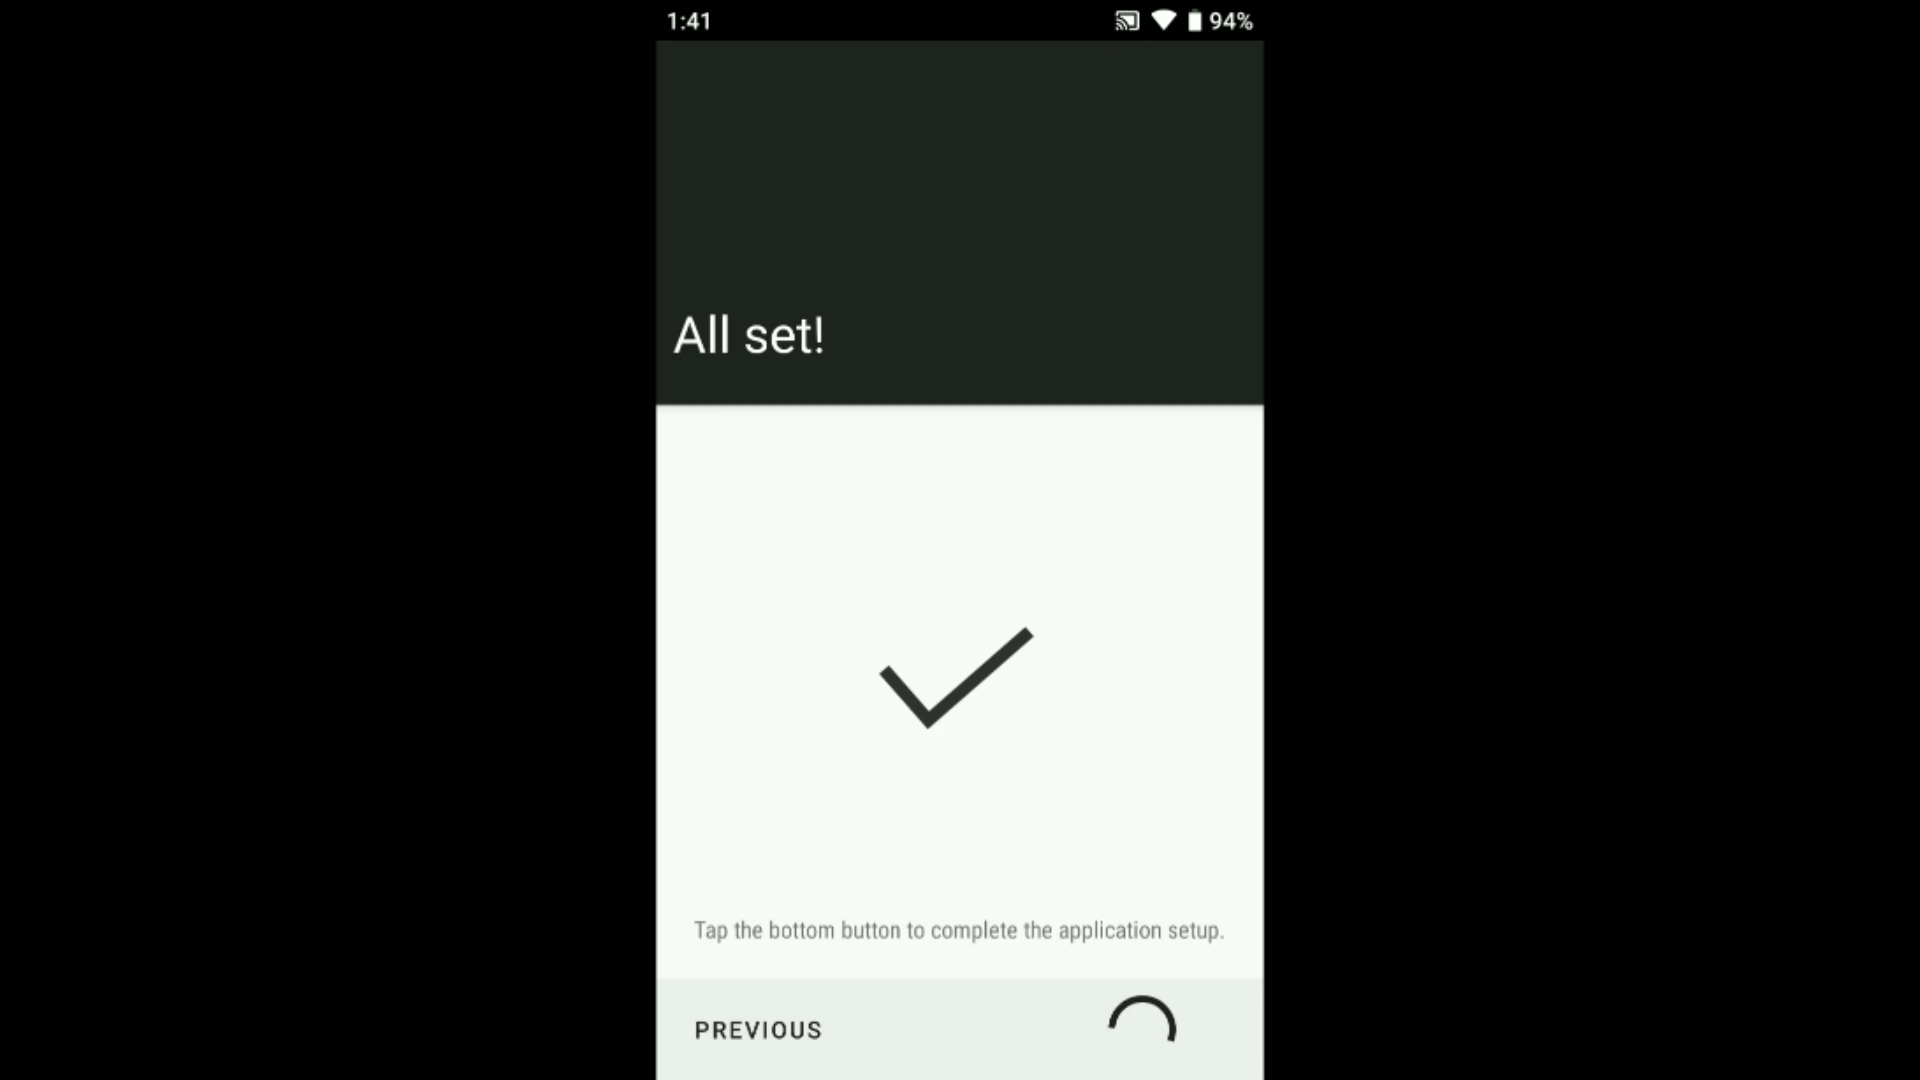 1:41 94%
All set!
Tap the bottom button to complete the application setup.
PREVIOUS